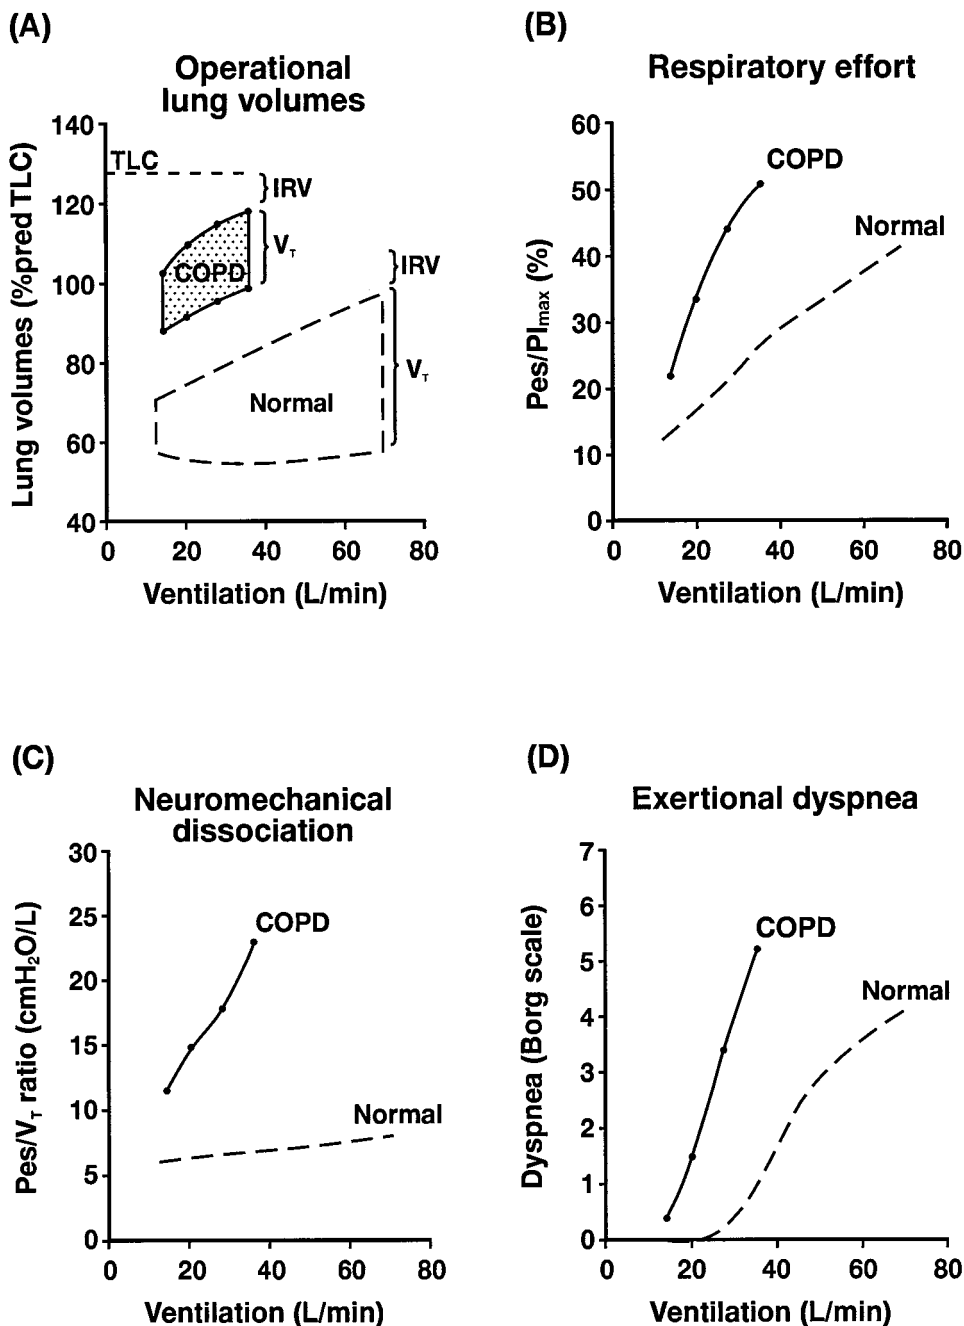 (A)
Operational
lung volumes
Lung volumes (%pred TLC)
140
120
100
80
60
40
TLC
IRV
V_T
COPD
IRV
V_T
Normal
0 20 40 60 80
Ventilation (L/min)
(B)
Respiratory effort
Pes/PI_max (%)
60
50
40
30
20
10
0
COPD
Normal
0 20 40 60 80
Ventilation (L/min)
(C)
Neuromechanical
dissociation
Pes/V_T ratio (cmH₂O/L)
30
25
20
15
10
5
0
COPD
Normal
0 20 40 60 80
Ventilation (L/min)
(D)
Exertional dyspnea
Dyspnea (Borg scale)
7
6
5
4
3
2
1
0
COPD
Normal
0 20 40 60 80
Ventilation (L/min)